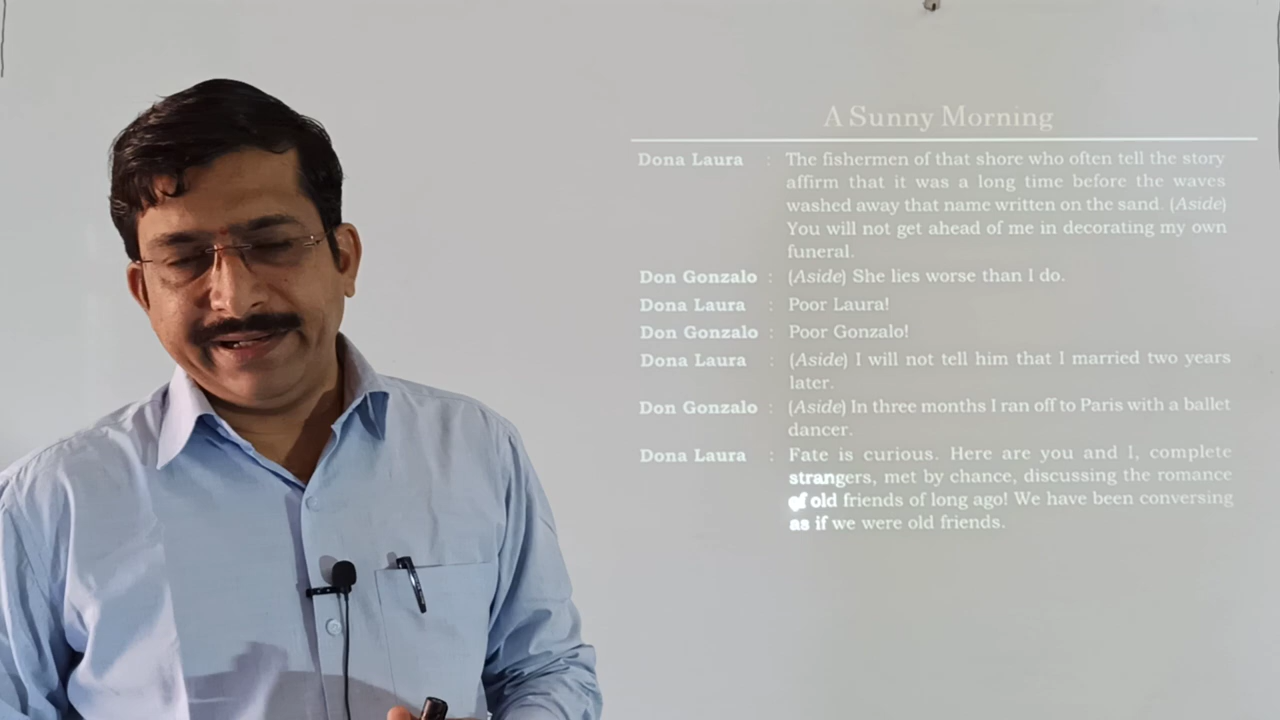 A Sunny Morning
Dona Laura : The fishermen of that shore who often tell the story
affirm that it was a long time before the waves
washed away that name written on the sand. (Aside)
You will not get ahead of me in decorating my own
funeral.
Don Gonzalo : (Aside) She lies worse than I do.
Dona Laura : Poor Laura!
Don Gonzalo : Poor Gonzalo!
Dona Laura : (Aside) I will not tell him that I married two years
later.
Don Gonzalo : (Aside) In three months I ran off to Paris with a ballet
dancer.
Dona Laura : Fate is curious. Here are you and I, complete
strangers, met by chance, discussing the romance
of old friends of long ago! We have been conversing
as if we were old friends.